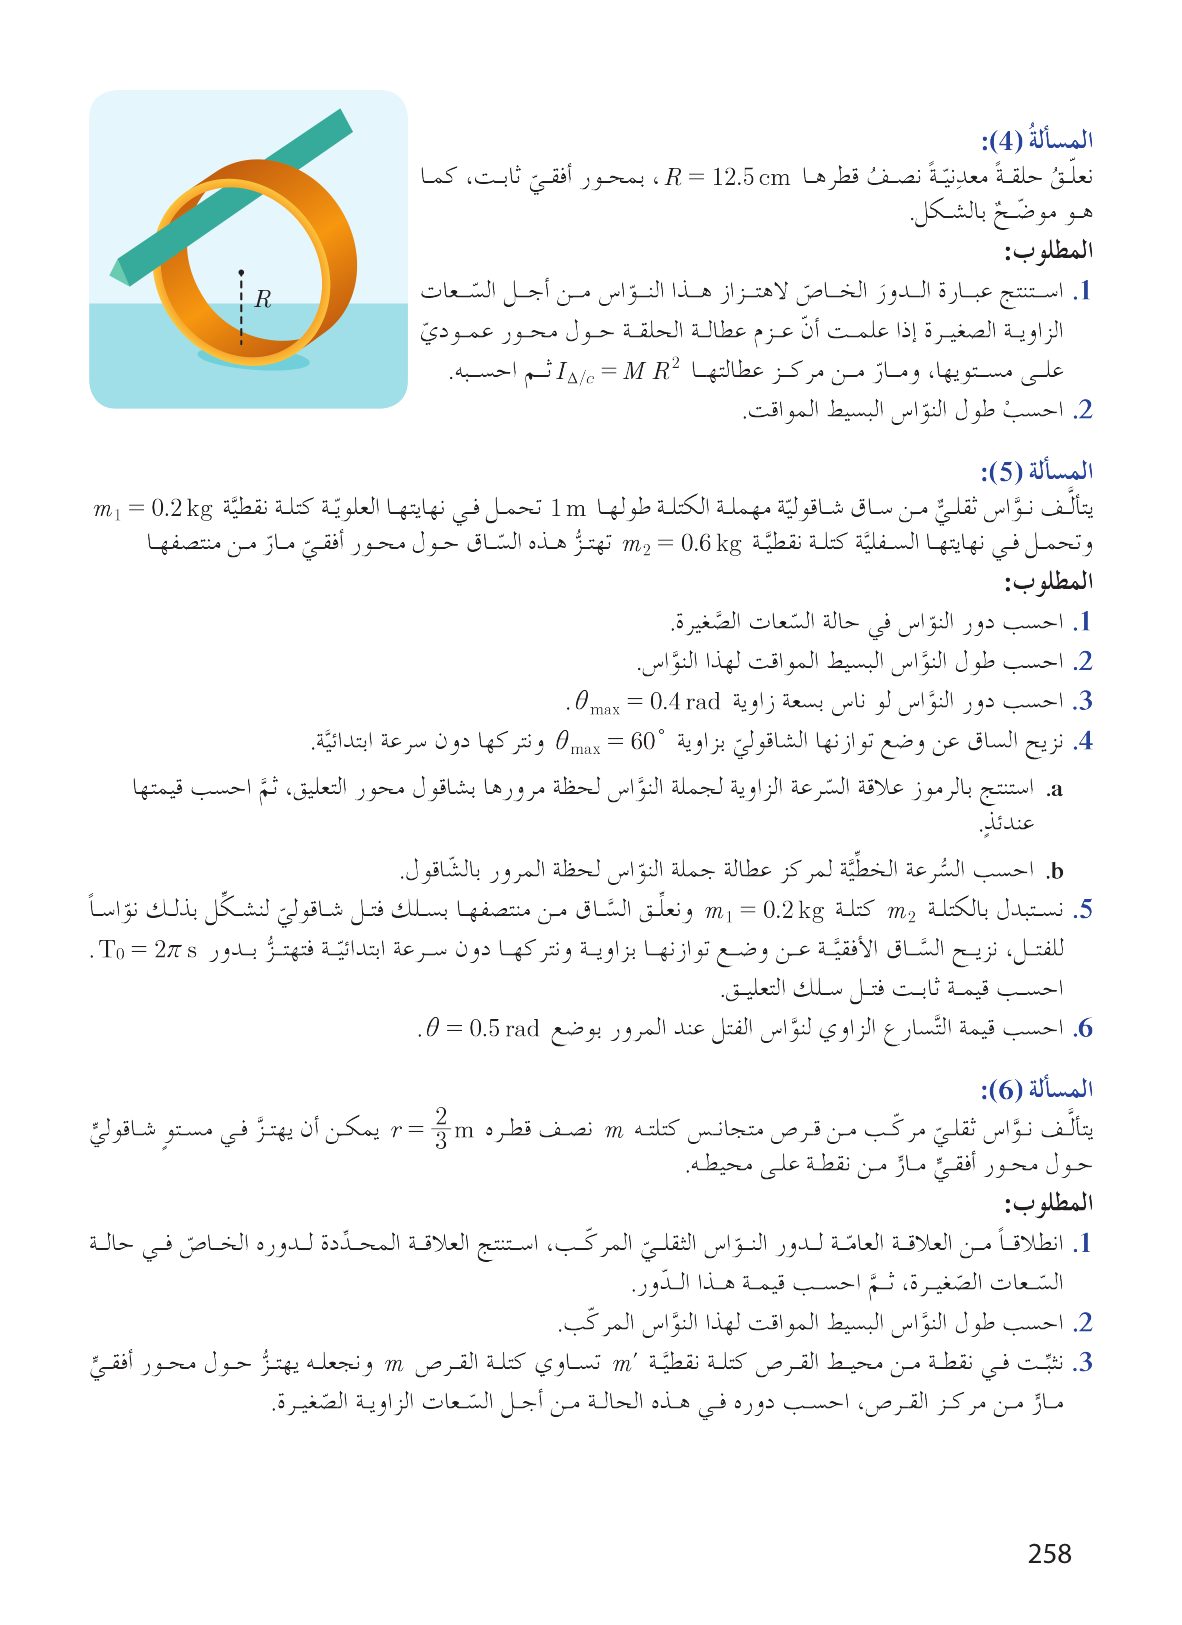 المسألةُ (4):
نعلّقُ حلقةً معدِنيّةً نصفُ قطرها R = 12.5 cm ، بمحور أفقيّ ثابت، كما
هو موضّحٌ بالشكل.
المطلوب:
1. استنتج عبارة الدورَ الخاصّ لاهتزاز هذا النوّاس من أجل السّعات
الزاوية الصغيرة إذا علمت أنّ عزم عطالة الحلقة حول محور عموديّ
على مستويها، ومارّ من مركز عطالتها I_{Δ/c} = M R² ثم احسبه.
2. احسبْ طول النوّاس البسيط المواقت.
R
المسألة (5):
يتألَّف نوَّاس ثقليٌّ من ساق شاقوليّة مهملة الكتلة طولها 1 m تحمل في نهايتها العلويّة كتلة نقطيَّة m₁ = 0.2 kg
وتحمل في نهايتها السفليَّة كتلة نقطيَّة m₂ = 0.6 kg تهتزُّ هذه السّاق حول محور أفقيّ مارّ من منتصفها
المطلوب:
1. احسب دور النوّاس في حالة السّعات الصَّغيرة.
2. احسب طول النوَّاس البسيط المواقت لهذا النوَّاس.
3. احسب دور النوَّاس لو ناس بسعة زاوية θ_max = 0.4 rad.
4. نزيح الساق عن وضع توازنها الشاقوليّ بزاوية θ_max = 60° ونتركها دون سرعة ابتدائيَّة.
a. استنتج بالرموز علاقة السّرعة الزاوية لجملة النوَّاس لحظة مرورها بشاقول محور التعليق، ثمَّ احسب قيمتها
عندئذٍ.
b. احسب السُّرعة الخطِّيَّة لمركز عطالة جملة النوّاس لحظة المرور بالشّاقول.
5. نستبدل بالكتلة m₂ كتلة m₁ = 0.2 kg ونعلِّق السَّاق من منتصفها بسلك فتل شاقوليّ لنشكِّل بذلك نوّاساً
للفتل، نزيح السَّاق الأفقيَّة عن وضع توازنها بزاوية ونتركها دون سرعة ابتدائيّة فتهتزُّ بدور T₀ = 2π s .
احسب قيمة ثابت فتل سلك التعليق.
6. احسب قيمة التَّسارع الزاوي لنوَّاس الفتل عند المرور بوضع θ = 0.5 rad .
المسألة (6):
يتألَّف نوَّاس ثقليّ مركّب من قرص متجانس كتلته m نصف قطره r = 2/3 m يمكن أن يهتزَّ في مستوٍ شاقوليٍّ
حول محور أفقيٍّ مارٍّ من نقطة على محيطه.
المطلوب:
1. انطلاقاً من العلاقة العامّة لدور النوّاس الثقليّ المركّب، استنتج العلاقة المحدِّدة لدوره الخاصّ في حالة
السّعات الصّغيرة، ثمَّ احسب قيمة هذا الدّور.
2. احسب طول النوَّاس البسيط المواقت لهذا النوَّاس المركّب.
3. نثبِّت في نقطة من محيط القرص كتلة نقطيَّة m′ تساوي كتلة القرص m ونجعله يهتزُّ حول محور أفقيٍّ
مارٍّ من مركز القرص، احسب دوره في هذه الحالة من أجل السّعات الزاوية الصّغيرة.
258